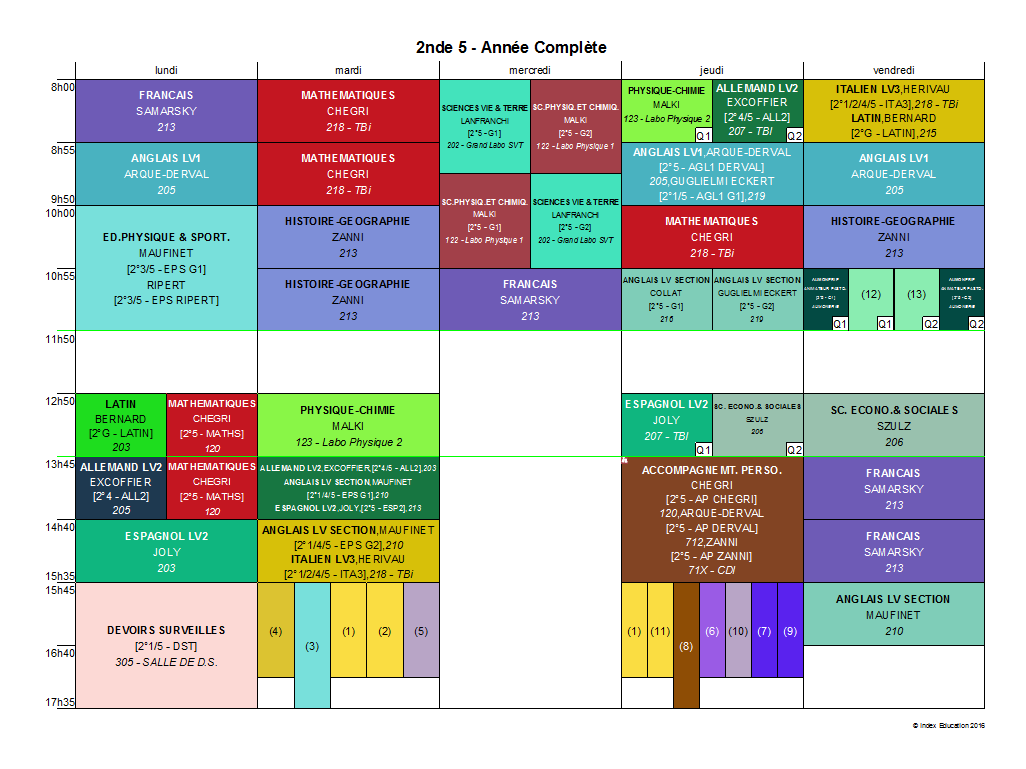 2nde 5 - Année Complète
lundi
mardi
mercredi
jeudi
vendredi
8h00
8h55
9h50
10h00
10h55
11h50
12h50
13h45
14h40
15h35
15h45
16h40
17h35
FRANCAIS
SAMARSKY
213
ANGLAIS LV1
ARQUE-DERVAL
205
ED.PHYSIQUE & SPORT.
MAUFINET
[2°3/5 - EPS G1]
RIPERT
[2°3/5 - EPS RIPERT]
LATIN
BERNARD
[2°G - LATIN]
203
MATHEMATIQUES
CHEGRI
[2°5 - MATHS]
120
ALLEMAND LV2
EXCOFFIER
[2°4 - ALL2]
205
MATHEMATIQUES
CHEGRI
[2°5 - MATHS]
120
ESPAGNOL LV2
JOLY
203
DEVOIRS SURVEILLES
[2°1/5 - DST]
305 - SALLE DE D.S.
MATHEMATIQUES
CHEGRI
218 - TBi
MATHEMATIQUES
CHEGRI
218 - TBi
HISTOIRE-GEOGRAPHIE
ZANNI
213
HISTOIRE-GEOGRAPHIE
ZANNI
213
PHYSIQUE-CHIMIE
MALKI
123 - Labo Physique 2
ALLEMAND LV2,EXCOFFIER,[2°4/5 - ALL2],203
ANGLAIS LV SECTION,MAUFINET
[2°1/4/5 - EPS G1],210
ESPAGNOL LV2,JOLY,[2°5 - ESP2],213
ANGLAIS LV SECTION,MAUFINET
[2°1/4/5 - EPS G2],210
ITALIEN LV3,HERIVAU
[2°1/2/4/5 - ITA3],218 - TBi
(4)
(3)
(1)
(2)
(5)
SCIENCES VIE & TERRE
LANFRANCHI
[2°5 - G1]
202 - Grand Labo SVT
SC.PHYSIQ.ET CHIMIQ.
MALKI
[2°5 - G2]
122 - Labo Physique 1
SC.PHYSIQ.ET CHIMIQ.
MALKI
[2°5 - G1]
122 - Labo Physique 1
SCIENCES VIE & TERRE
LANFRANCHI
[2°5 - G2]
202 - Grand Labo SVT
FRANCAIS
SAMARSKY
213
PHYSIQUE-CHIMIE
MALKI
123 - Labo Physique 2
Q1
ALLEMAND LV2
EXCOFFIER
[2°4/5 - ALL2]
207 - TBI
Q2
ANGLAIS LV1,ARQUE-DERVAL
[2°5 - AGL1 DERVAL]
205,GUGLIELMI ECKERT
[2°1/5 - AGL1 G1],219
MATHEMATIQUES
CHEGRI
218 - TBi
ANGLAIS LV SECTION
COLLAT
[2°5 - G1]
216
ANGLAIS LV SECTION
GUGLIELMI ECKERT
[2°5 - G2]
219
ESPAGNOL LV2
JOLY
207 - TBI
Q1
SC. ECONO.& SOCIALES
SZULZ
206
Q2
ACCOMPAGNEMT. PERSO.
CHEGRI
[2°5 - AP CHEGRI]
120,ARQUE-DERVAL
[2°5 - AP DERVAL]
712,ZANNI
[2°5 - AP ZANNI]
71X - CDI
(1)
(11)
(8)
(6)
(10)
(7)
(9)
ITALIEN LV3,HERIVAU
[2°1/2/4/5 - ITA3],218 - TBi
LATIN,BERNARD
[2°G - LATIN],215
ANGLAIS LV1
ARQUE-DERVAL
205
HISTOIRE-GEOGRAPHIE
ZANNI
213
AUMONERIE
Q1
(12)
Q1
(13)
Q2
AUMONERIE
Q2
SC. ECONO.& SOCIALES
SZULZ
206
FRANCAIS
SAMARSKY
213
FRANCAIS
SAMARSKY
213
ANGLAIS LV SECTION
MAUFINET
210
© Index Education 2016